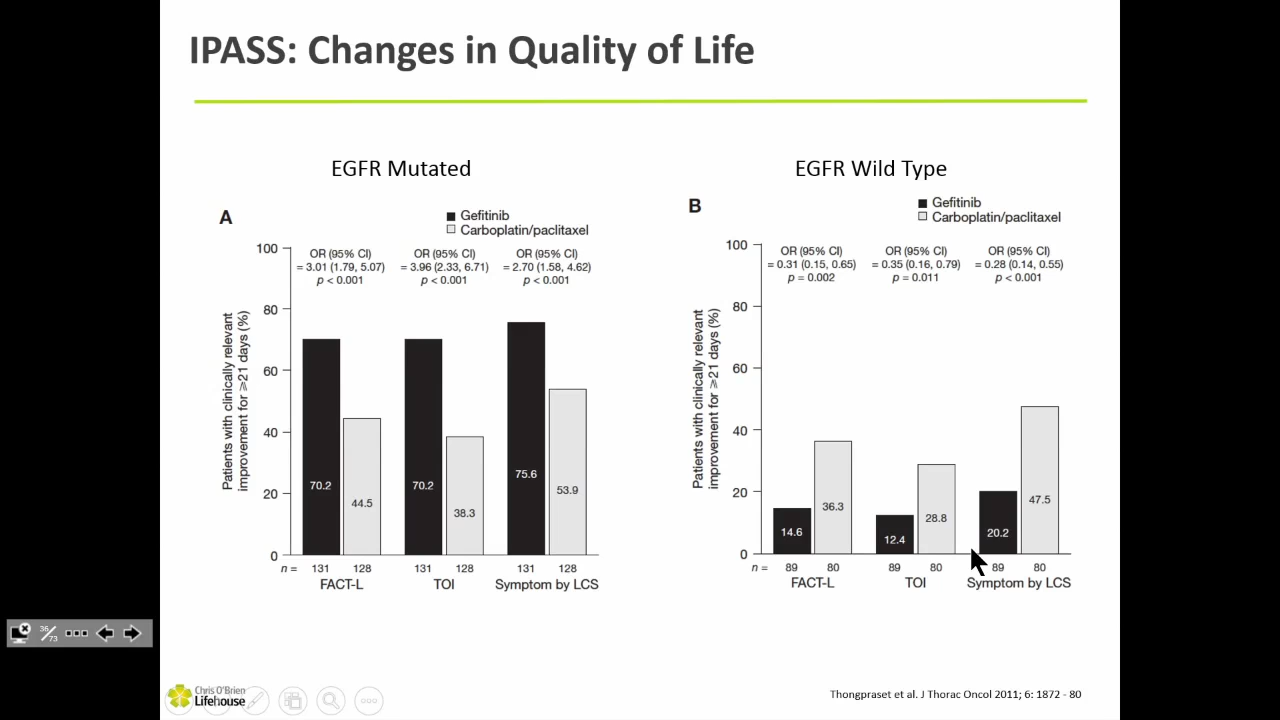 IPASS: Changes in Quality of Life
EGFR Mutated
A
Gefitinib
Carboplatin/paclitaxel
OR (95% CI) OR (95% CI) OR (95% CI)
= 3.01 (1.79, 5.07) = 3.96 (2.33, 6.71) = 2.70 (1.58, 4.62)
p < 0.001 p < 0.001 p < 0.001
Patients with clinically relevant
improvement for ⩾21 days (%)
100
80
60
40
20
0
70.2 44.5 70.2 38.3 75.6 53.9
n = 131 128 131 128 131 128
FACT-L TOI Symptom by LCS
EGFR Wild Type
B
Gefitinib
Carboplatin/paclitaxel
OR (95% CI) OR (95% CI) OR (95% CI)
= 0.31 (0.15, 0.65) = 0.35 (0.16, 0.79) = 0.28 (0.14, 0.55)
p = 0.002 p = 0.011 p < 0.001
Patients with clinically relevant
improvement for ⩾21 days (%)
100
80
60
40
20
0
14.6 36.3 12.4 28.8 20.2 47.5
n = 89 80 89 80 89 80
FACT-L TOI Symptom by LCS
36/73
Chris O'Brien
Lifehouse
Thongpraset et al. J Thorac Oncol 2011; 6: 1872 - 80